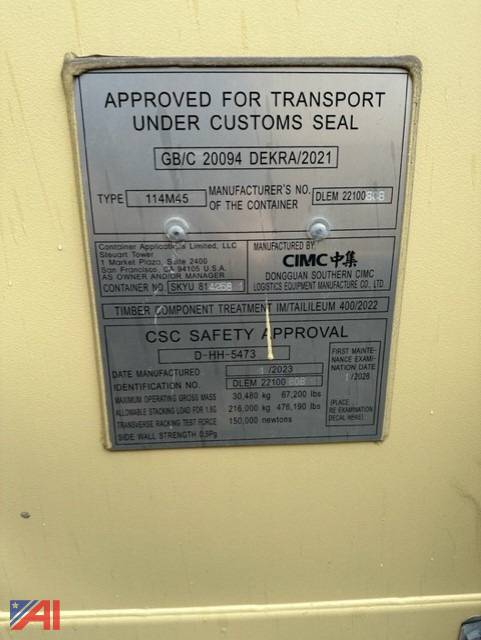 APPROVED FOR TRANSPORT
UNDER CUSTOMS SEAL
GB/C 20094 DEKRA/2021
TYPE 114M45
MANUFACTURER'S NO.
OF THE CONTAINER
DLEM 22100
Container Applications Limited, LLC
Steuart Tower
1 Market Plaza, Suite 2400
San Francisco, CA 94105 U.S.A.
AS OWNER AND/OR MANAGER
CONTAINER NO. SKYU
MANUFACTURED BY:
CIMC 中集
DONGGUAN SOUTHERN CIMC
LOGISTICS EQUIPMENT MANUFACTURE CO., LTD.
TIMBER COMPONENT TREATMENT IM/TAILILEUM 400/2022
CSC SAFETY APPROVAL
D-HH-5473
DATE MANUFACTURED 1/2023
IDENTIFICATION NO. DLEM 22100
MAXIMUM OPERATING GROSS MASS 30,480 kg 67,200 lbs
ALLOWABLE STACKING LOAD FOR 1.8G 216,000 kg 476,190 lbs
TRANSVERSE RACKING TEST FORCE 150,000 newtons
SIDE WALL STRENGTH 0.6Pg
FIRST MAINTE-
NANCE EXAMI-
NATION DATE
1/2028
(PLACE
RE EXAMINATION
DECAL HERE)
AI